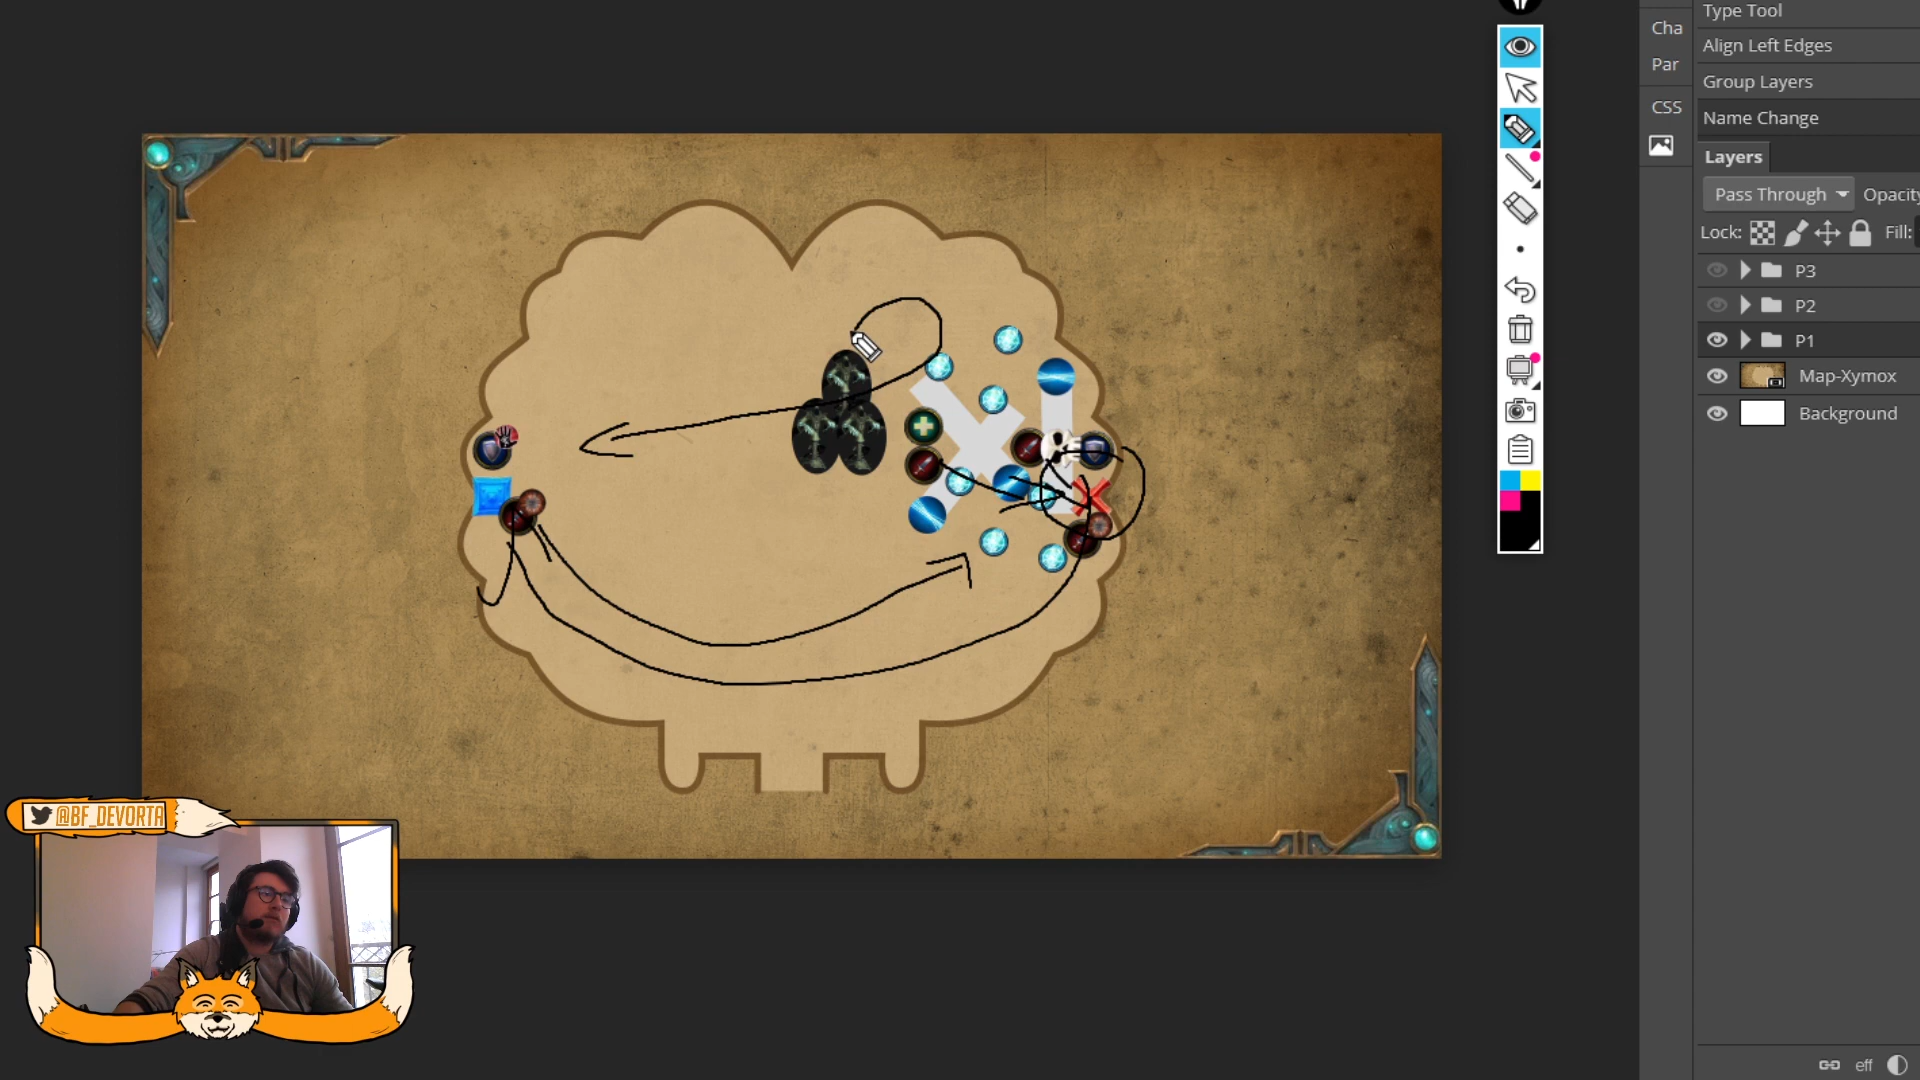 Type Tool
Cha
Align Left Edges
Par
Group Layers
CSS
Name Change
Layers
Pass Through
Opacity
Lock:
Fill:
P3
P2
P1
Map-Xymox
Background
@BF_DEVORTA
eff